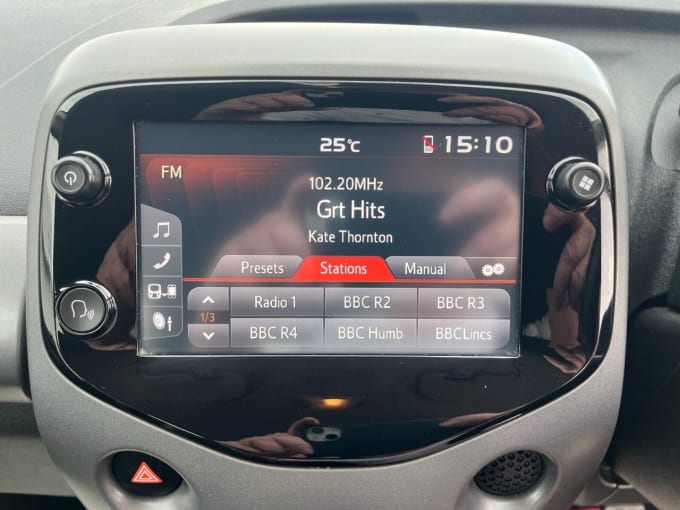 25°C 15:10
FM
102.20MHz
Grt Hits
Kate Thornton
Presets Stations Manual
Radio 1 BBC R2 BBC R3
1/3
BBC R4 BBC Humb BBCLincs